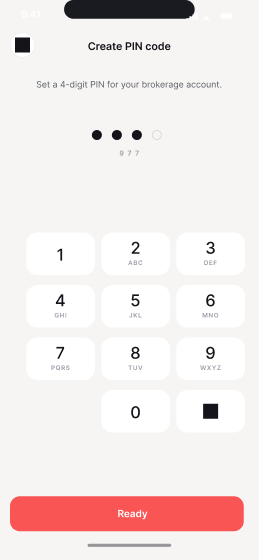 9:41
Create PIN code
Set a 4-digit PIN for your brokerage account.
9 7 7
1
2
ABC
3
DEF
4
GHI
5
JKL
6
MNO
7
PQRS
8
TUV
9
WXYZ
0
Ready